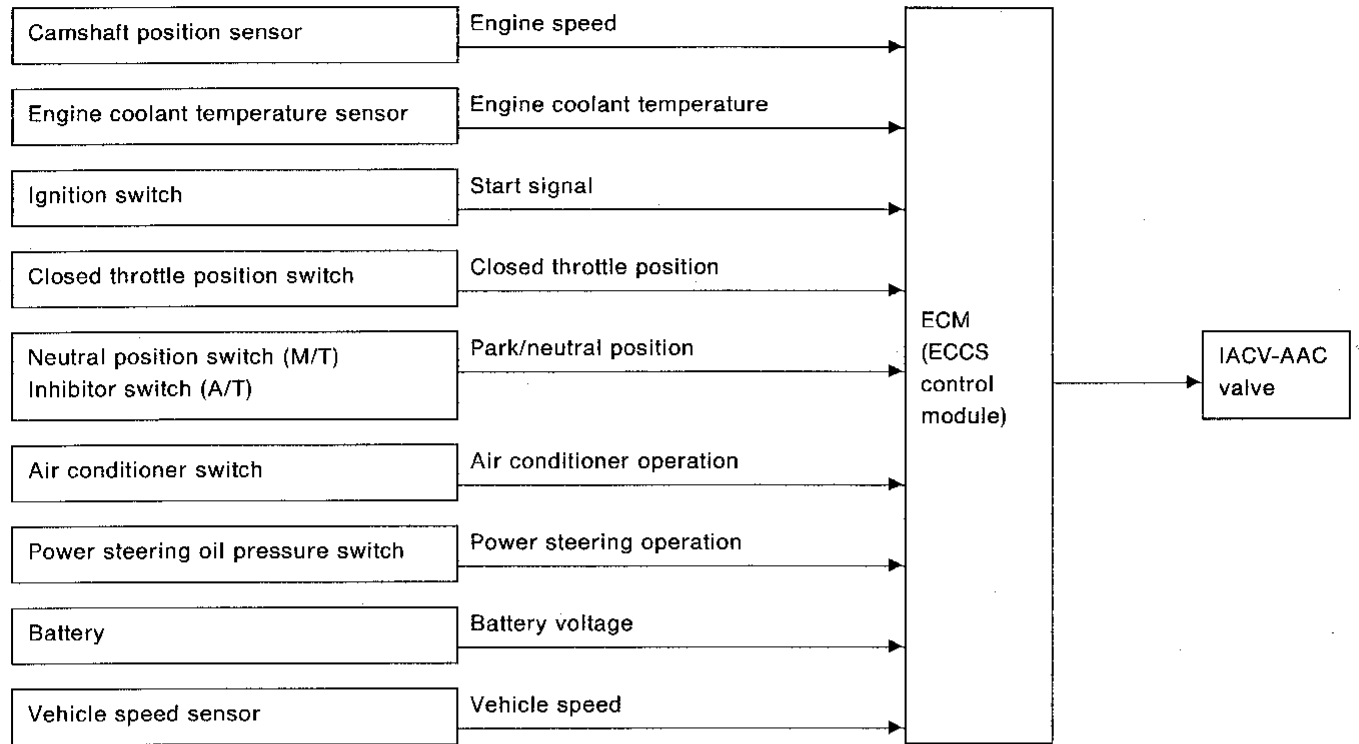 Camshaft position sensor
Engine speed
Engine coolant temperature sensor
Engine coolant temperature
Ignition switch
Start signal
Closed throttle position switch
Closed throttle position
Neutral position switch (M/T)
Inhibitor switch (A/T)
Park/neutral position
Air conditioner switch
Air conditioner operation
Power steering oil pressure switch
Power steering operation
Battery
Battery voltage
Vehicle speed sensor
Vehicle speed
ECM
(ECCS
control
module)
IACV-AAC
valve